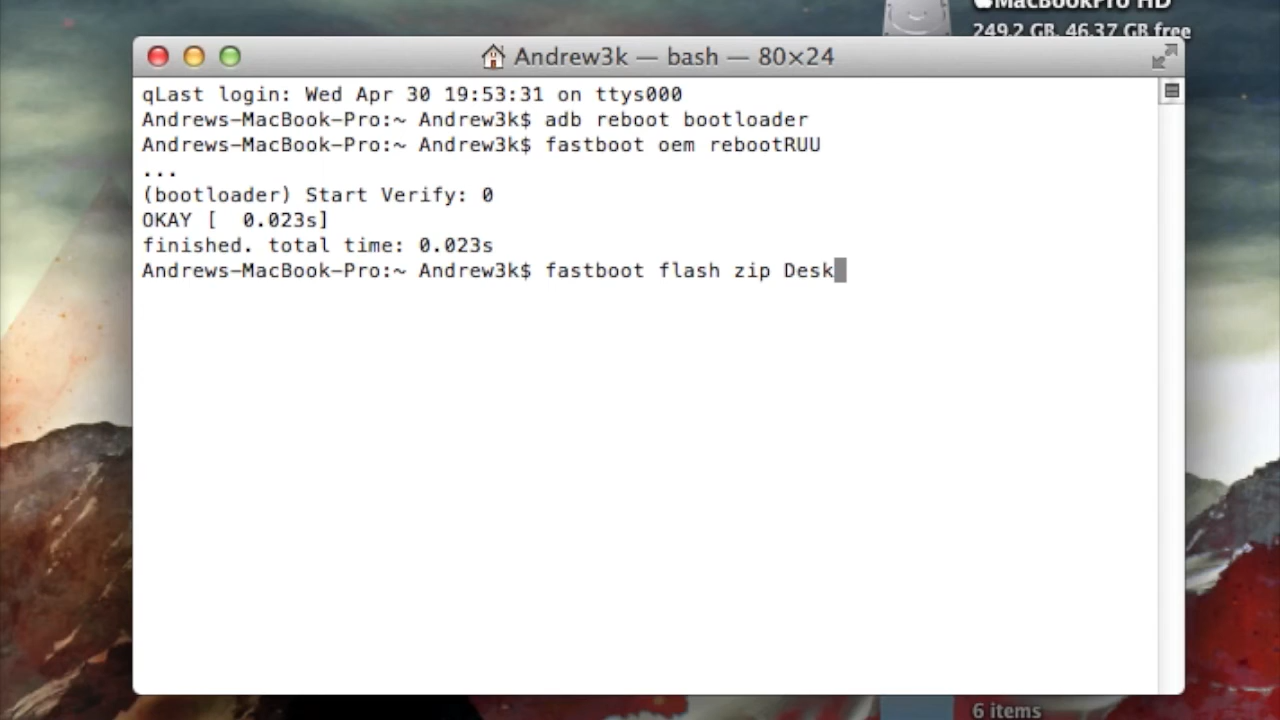 MacBookPro HD
249.2 GB, 46.37 GB free
Andrew3k — bash — 80×24
qLast login: Wed Apr 30 19:53:31 on ttys000
Andrews-MacBook-Pro:~ Andrew3k$ adb reboot bootloader
Andrews-MacBook-Pro:~ Andrew3k$ fastboot oem rebootRUU
...
(bootloader) Start Verify: 0
OKAY [  0.023s]
finished. total time: 0.023s
Andrews-MacBook-Pro:~ Andrew3k$ fastboot flash zip Desk
6 items